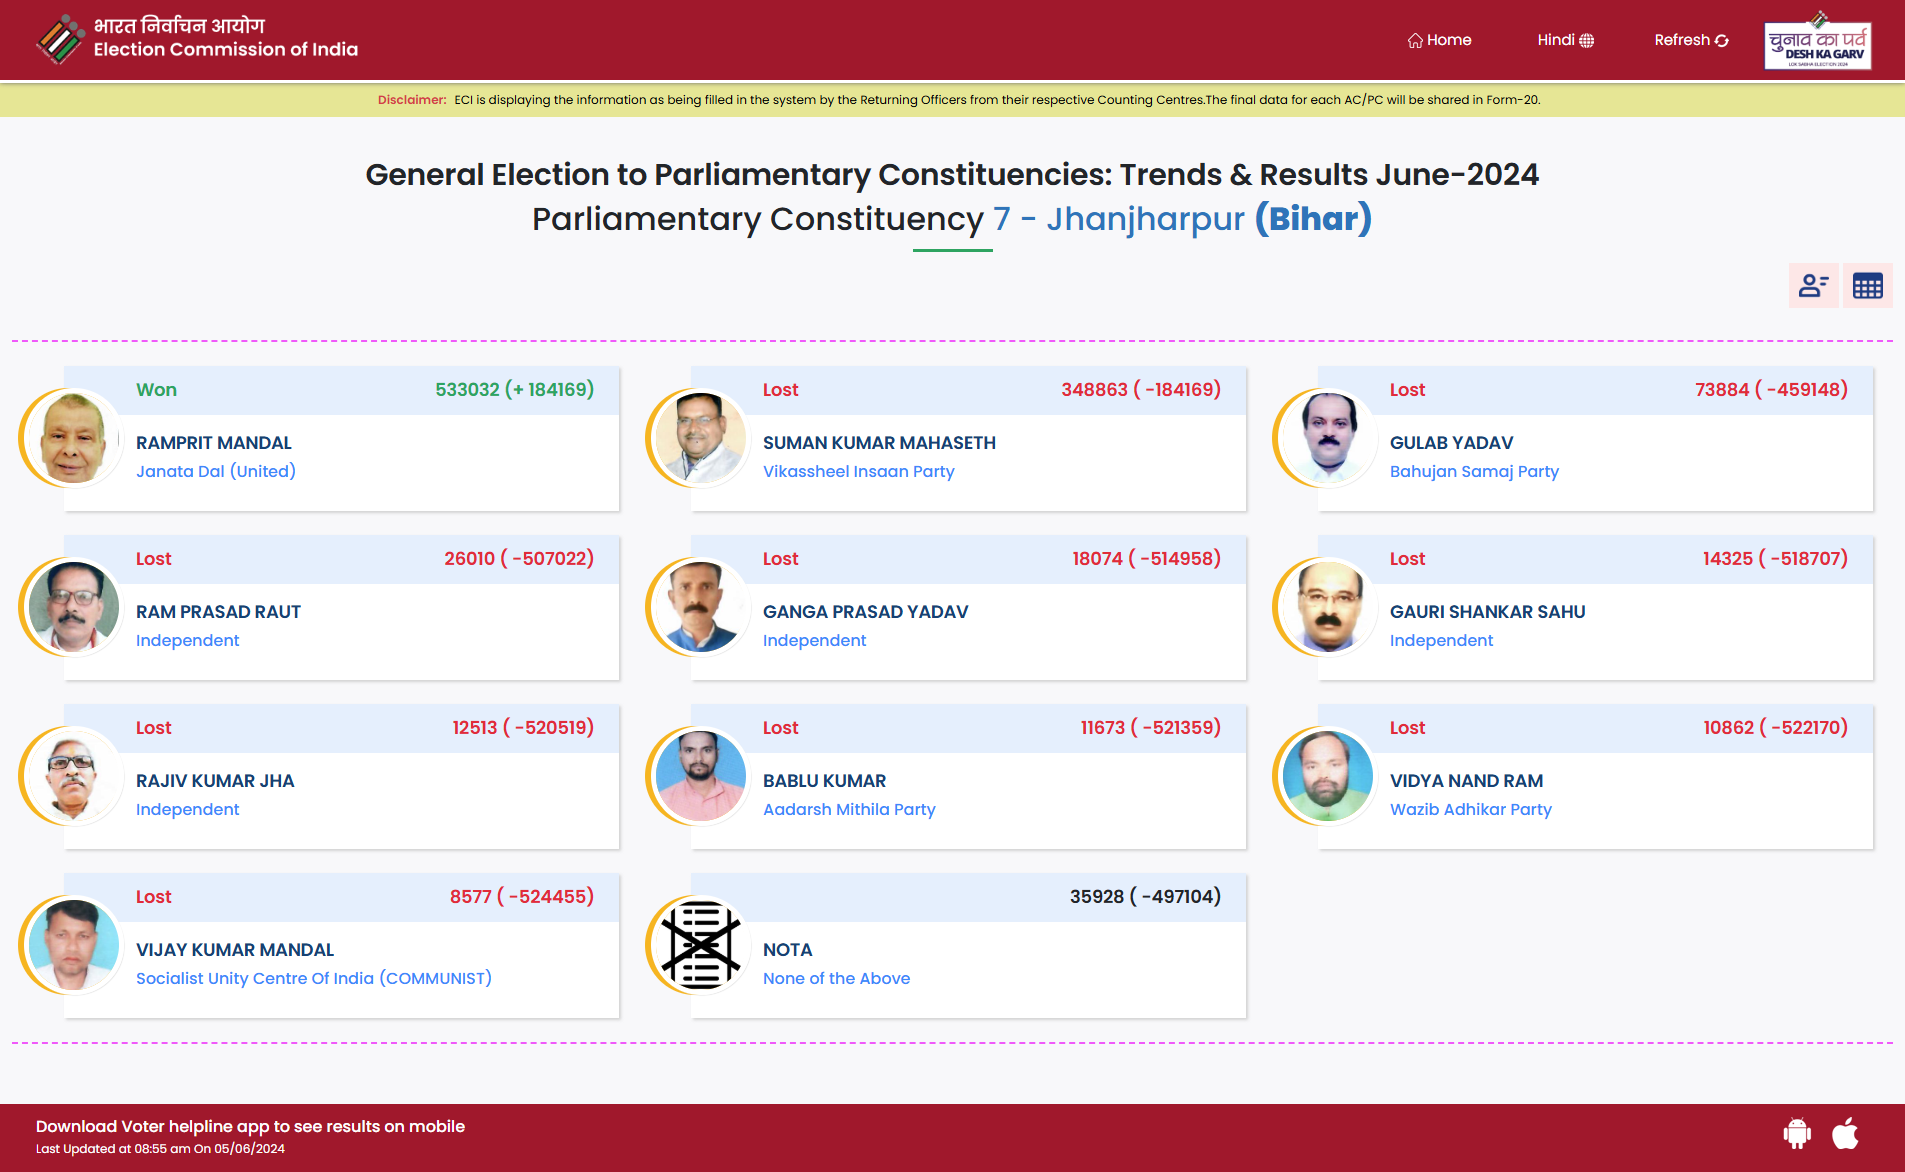 भारत निर्वाचन आयोग
Election Commission of India
Home
Hindi
Refresh
चुनाव का पर्व
DESH KA GARV
LOK SABHA ELECTION 2024
Disclaimer: ECI is displaying the information as being filled in the system by the Returning Officers from their respective Counting Centres.The final data for each AC/PC will be shared in Form-20.
General Election to Parliamentary Constituencies: Trends & Results June-2024
Parliamentary Constituency 7 - Jhanjharpur (Bihar)
Won 533032 (+ 184169)
RAMPRIT MANDAL
Janata Dal (United)
Lost 348863 ( -184169)
SUMAN KUMAR MAHASETH
Vikassheel Insaan Party
Lost 73884 ( -459148)
GULAB YADAV
Bahujan Samaj Party
Lost 26010 ( -507022)
RAM PRASAD RAUT
Independent
Lost 18074 ( -514958)
GANGA PRASAD YADAV
Independent
Lost 14325 ( -518707)
GAURI SHANKAR SAHU
Independent
Lost 12513 ( -520519)
RAJIV KUMAR JHA
Independent
Lost 11673 ( -521359)
BABLU KUMAR
Aadarsh Mithila Party
Lost 10862 ( -522170)
VIDYA NAND RAM
Wazib Adhikar Party
Lost 8577 ( -524455)
VIJAY KUMAR MANDAL
Socialist Unity Centre Of India (COMMUNIST)
35928 ( -497104)
NOTA
None of the Above
Download Voter helpline app to see results on mobile
Last Updated at 08:55 am On 05/06/2024